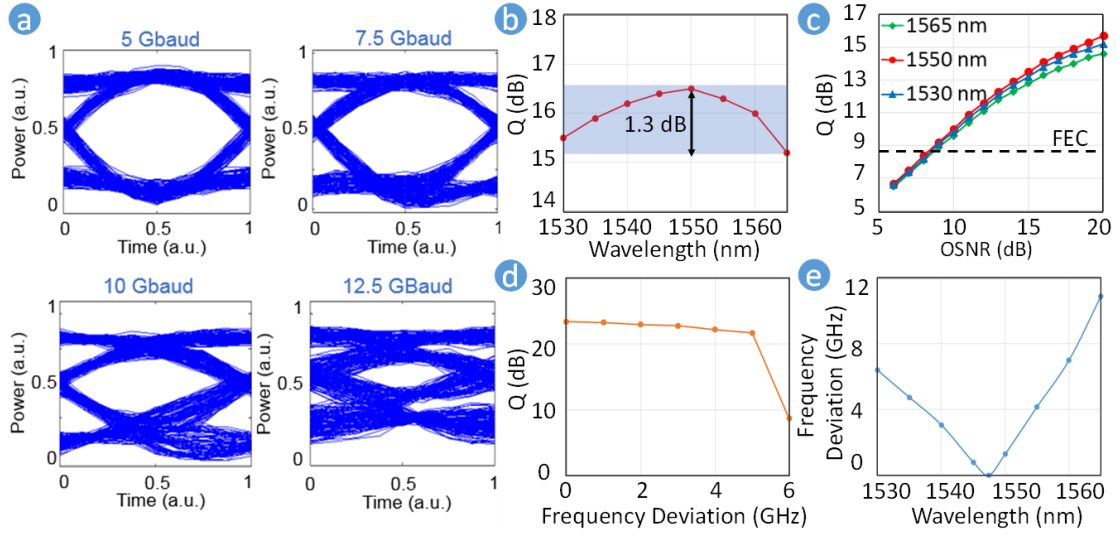 a
5 Gbaud
1
0.5
0
Power (a.u.)
0 0.5 1
Time (a.u.)
7.5 Gbaud
1
0.5
0
Power (a.u.)
0 0.5 1
Time (a.u.)
10 Gbaud
1
0.5
0
Power (a.u.)
0 0.5 1
Time (a.u.)
12.5 GBaud
1
0.5
0
Power (a.u.)
0 0.5 1
Time (a.u.)
b
18
17
16
15
14
Q (dB)
1.3 dB
1530 1540 1550 1560
Wavelength (nm)
c
17
15
13
11
9
7
5
Q (dB)
1565 nm
1550 nm
1530 nm
FEC
5 10 15 20
OSNR (dB)
d
30
20
10
0
Q (dB)
0 2 4 6
Frequency Deviation (GHz)
e
12
8
4
0
Frequency
Deviation (GHz)
1530 1540 1550 1560
Wavelength (nm)